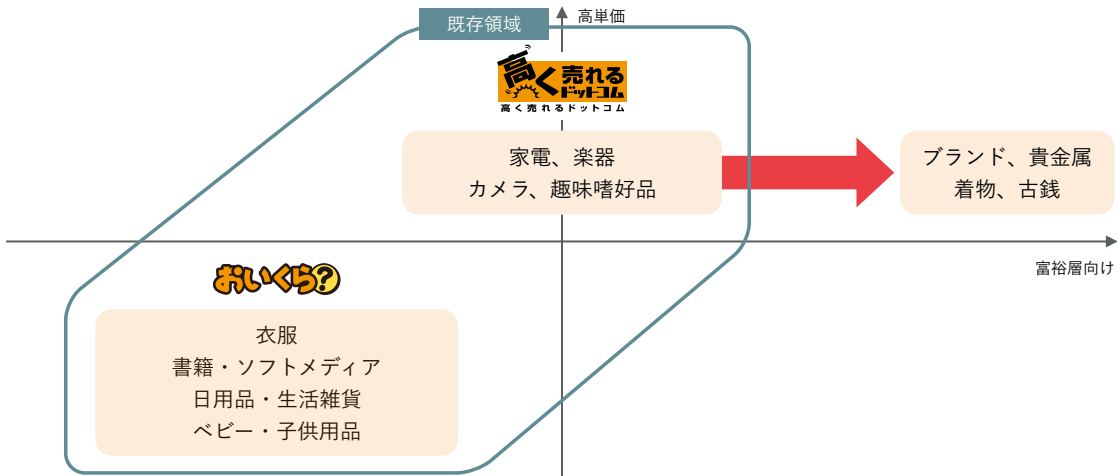 既存領域
高単価
高く売れる
ドットコム
高く売れるドットコム
家電、楽器
カメラ、趣味嗜好品
ブランド、貴金属
着物、古銭
富裕層向け
おいくら?
衣服
書籍・ソフトメディア
日用品・生活雑貨
ベビー・子供用品